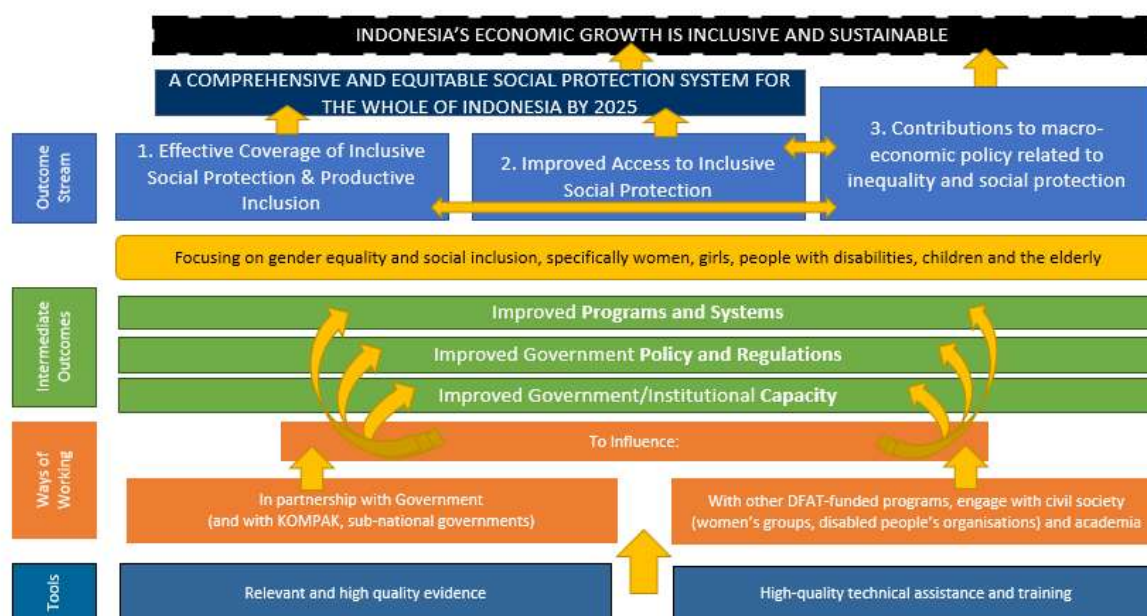 INDONESIA'S ECONOMIC GROWTH IS INCLUSIVE AND SUSTAINABLE
A COMPREHENSIVE AND EQUITABLE SOCIAL PROTECTION SYSTEM FOR
THE WHOLE OF INDONESIA BY 2025
Outcome
Stream
1. Effective Coverage of Inclusive
Social Protection & Productive
Inclusion
2. Improved Access to Inclusive
Social Protection
3. Contributions to macro-
economic policy related to
inequality and social protection
Focusing on gender equality and social inclusion, specifically women, girls, people with disabilities, children and the elderly
Intermediate
Outcomes
Improved Programs and Systems
Improved Government Policy and Regulations
Improved Government/Institutional Capacity
Ways of
Working
To Influence:
In partnership with Government
(and with KOMPAK, sub-national governments)
With other DFAT-funded programs, engage with civil society
(women's groups, disabled people's organisations) and academia
Tools
Relevant and high quality evidence
High-quality technical assistance and training